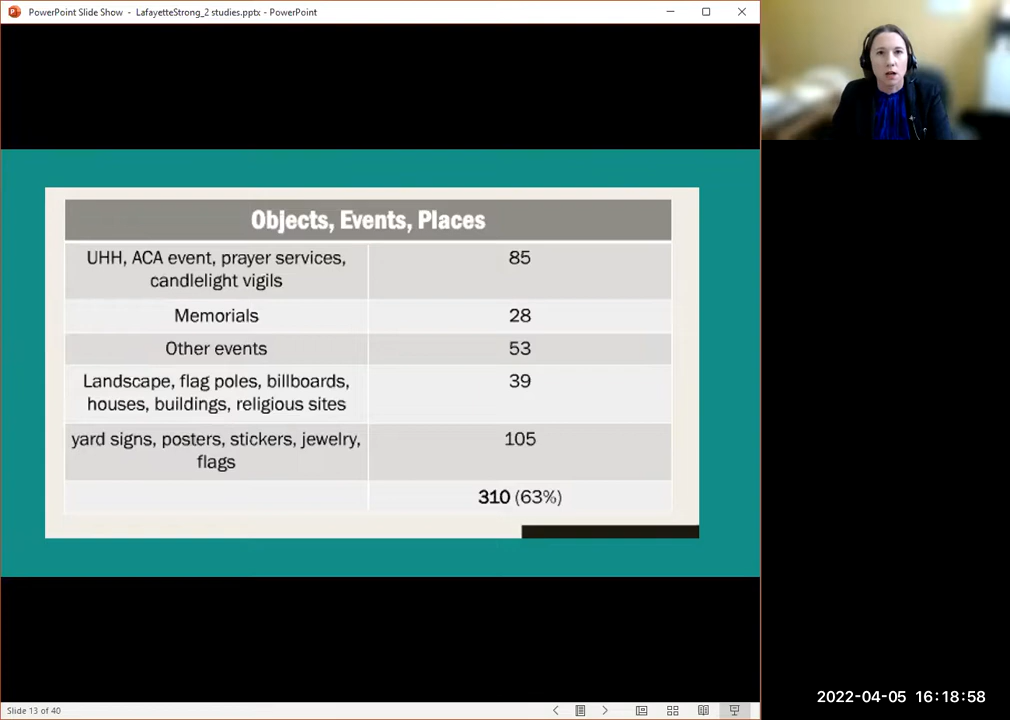 PowerPoint Slide Show - LafayetteStrong_2 studies.pptx - PowerPoint
Objects, Events, Places
UHH, ACA event, prayer services,
candlelight vigils
85
Memorials
28
Other events
53
Landscape, flag poles, billboards,
houses, buildings, religious sites
39
yard signs, posters, stickers, jewelry,
flags
105
310 (63%)
Slide 13 of 40
2022-04-05 16:18:58